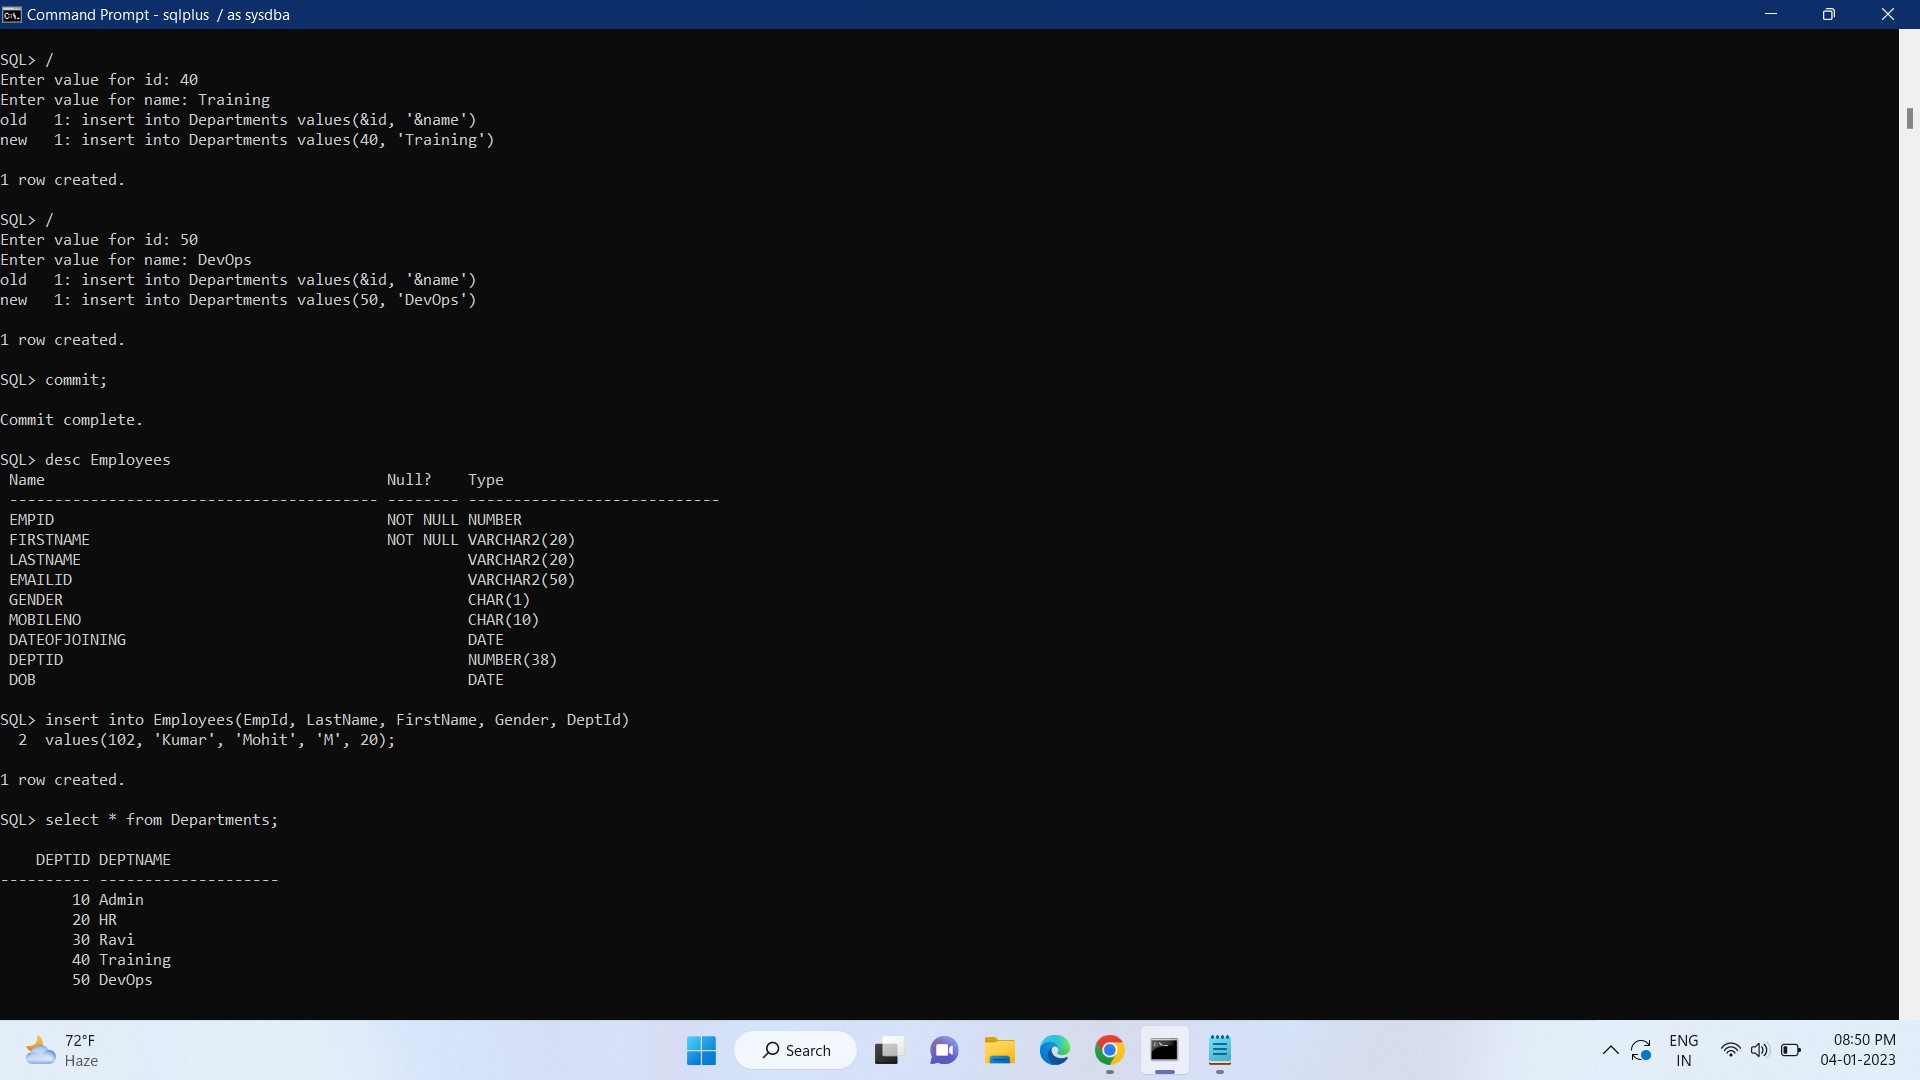 Command Prompt - sqlplus  / as sysdba
SQL> /
Enter value for id: 40
Enter value for name: Training
old   1: insert into Departments values(&id, '&name')
new   1: insert into Departments values(40, 'Training')
1 row created.
SQL> /
Enter value for id: 50
Enter value for name: DevOps
old   1: insert into Departments values(&id, '&name')
new   1: insert into Departments values(50, 'DevOps')
1 row created.
SQL> commit;
Commit complete.
SQL> desc Employees
 Name                                      Null?    Type
 ----------------------------------------- -------- ----------------------------
 EMPID                                     NOT NULL NUMBER
 FIRSTNAME                                 NOT NULL VARCHAR2(20)
 LASTNAME                                           VARCHAR2(20)
 EMAILID                                            VARCHAR2(50)
 GENDER                                             CHAR(1)
 MOBILENO                                           CHAR(10)
 DATEOFJOINING                                      DATE
 DEPTID                                             NUMBER(38)
 DOB                                                DATE
SQL> insert into Employees(EmpId, LastName, FirstName, Gender, DeptId)
  2  values(102, 'Kumar', 'Mohit', 'M', 20);
1 row created.
SQL> select * from Departments;
    DEPTID DEPTNAME
---------- --------------------
        10 Admin
        20 HR
        30 Ravi
        40 Training
        50 DevOps
72°F
Haze
Search
ENG
IN
08:50 PM
04-01-2023